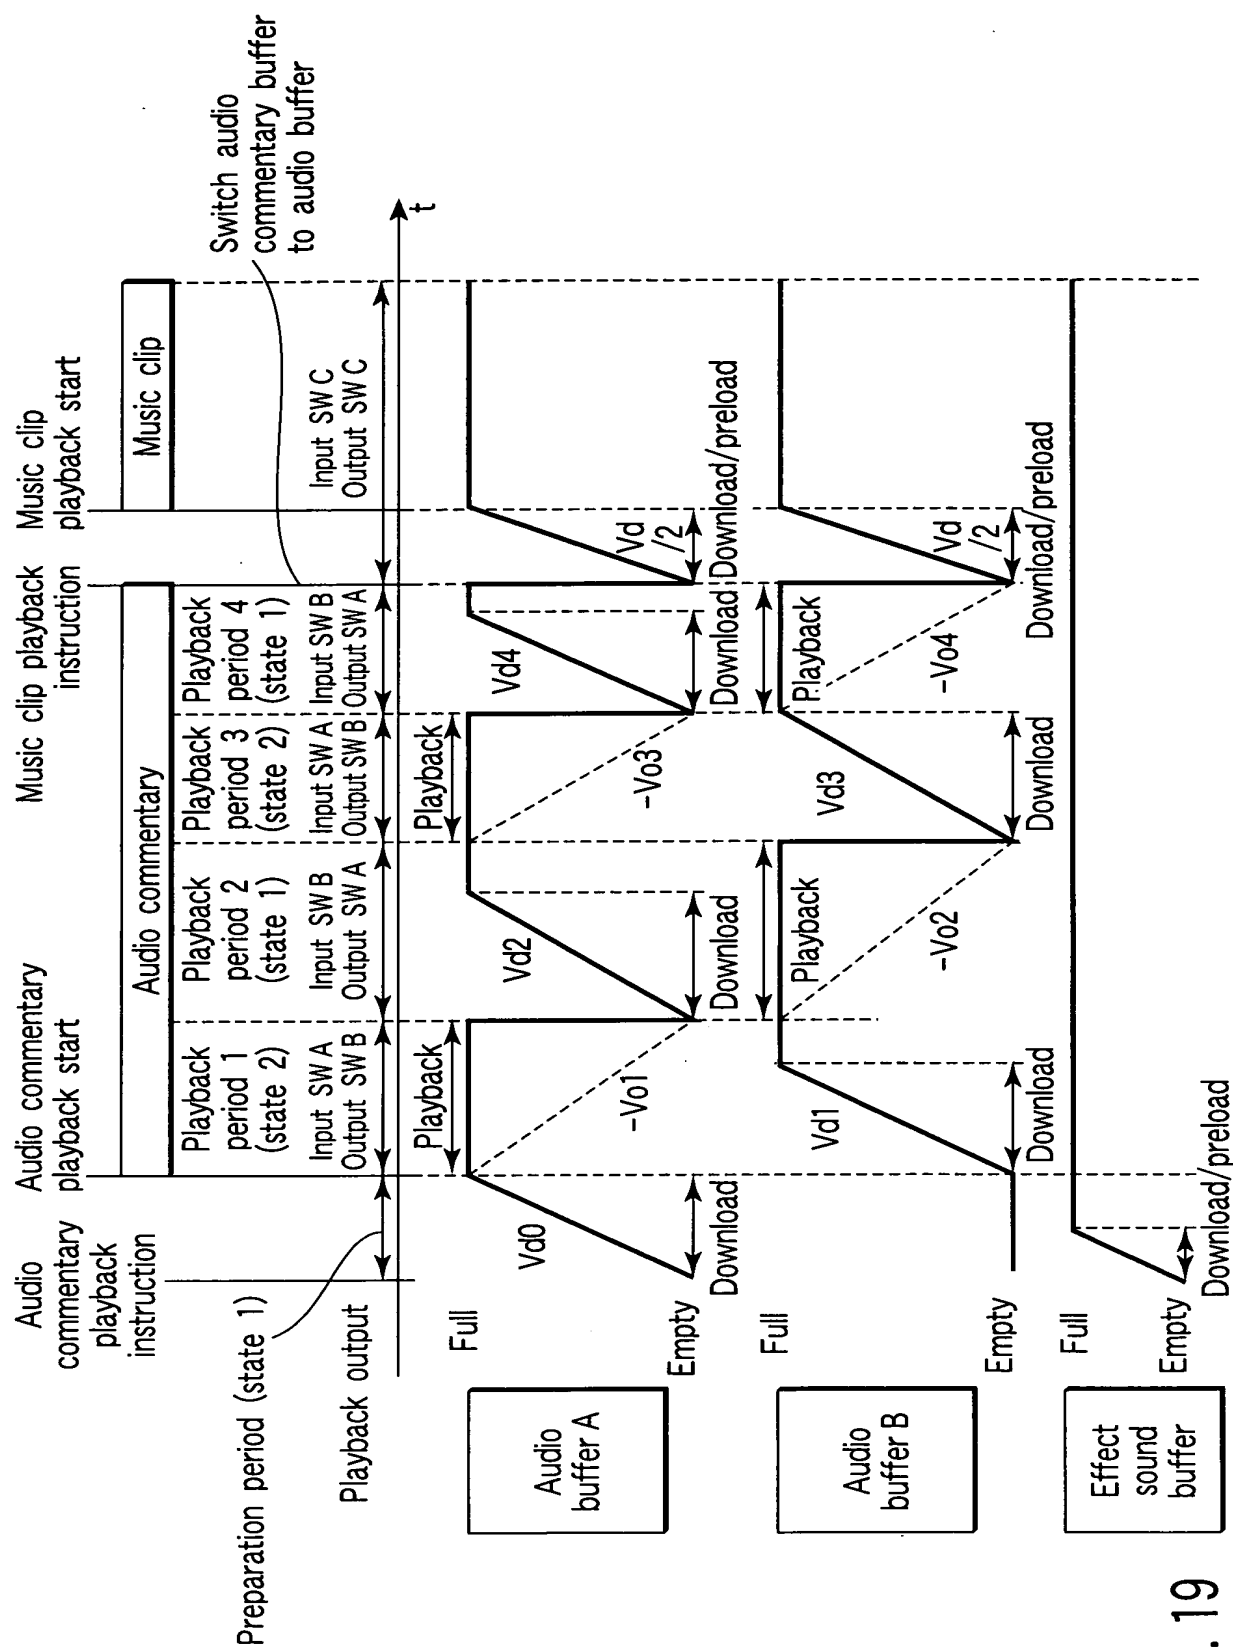 Audio
commentary
playback
instruction
Audio commentary
playback start
Music clip playback
instruction
Music clip
playback start
Audio commentary
Music clip
Switch audio
commentary buffer
to audio buffer
Preparation period (state 1)
Playback
period 1
(state 2)
Playback
period 2
(state 1)
Playback
period 3
(state 2)
Playback
period 4
(state 1)
Playback output
Input SW A
Output SW B
Input SW B
Output SW A
Input SW A
Output SW B
Input SW B
Output SW A
Input SW C
Output SW C
t
Audio
buffer A
Full
Empty
Playback
Playback
Vd0
-Vo1
Vd2
-Vo3
Vd4
Vd
/2
Download
Download
Download
Download/preload
Audio
buffer B
Full
Empty
Playback
Playback
Vd1
-Vo2
Vd3
-Vo4
Vd
/2
Download
Download
Download/preload
Effect
sound
buffer
Full
Empty
Download/preload
. 19